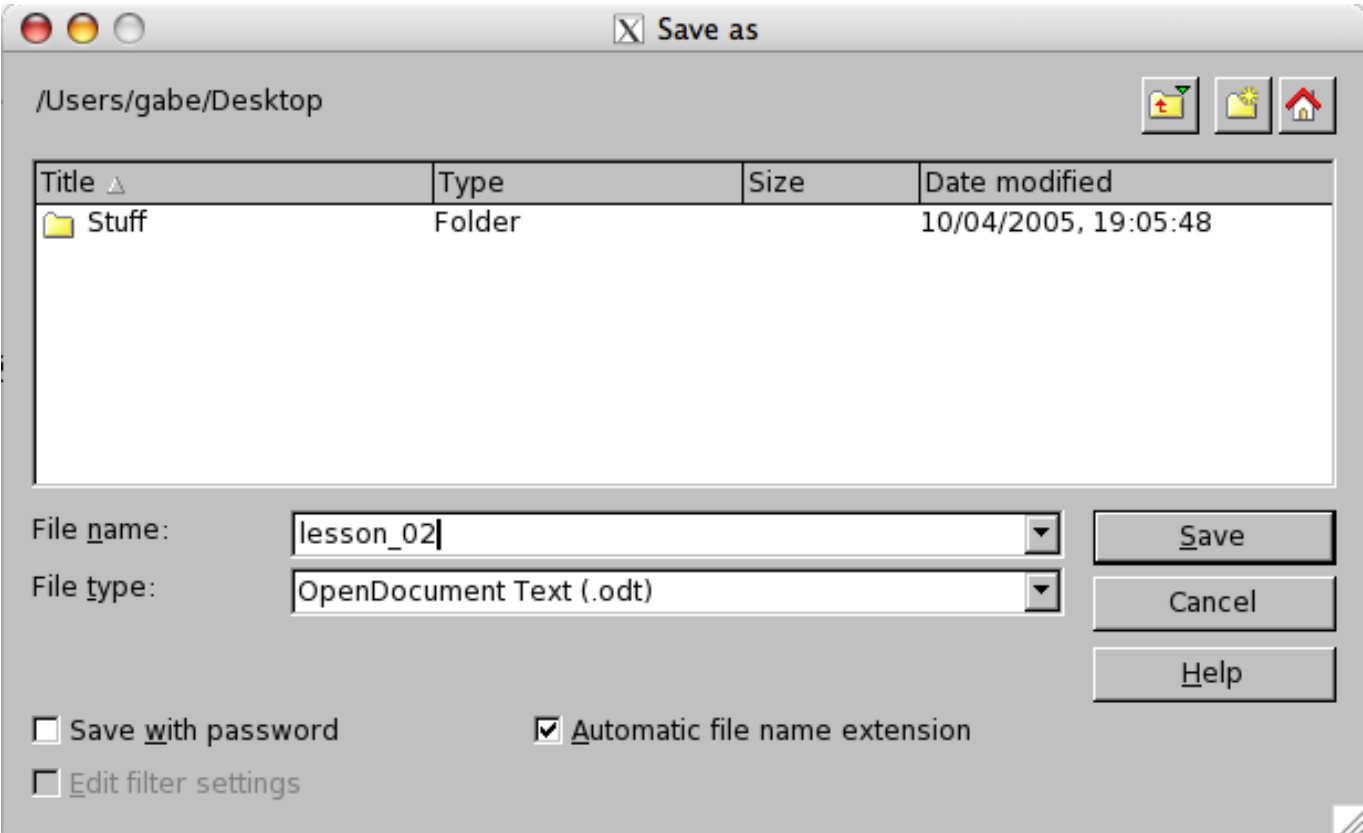 Save as
/Users/gabe/Desktop
Title Type Size Date modified
Stuff Folder 10/04/2005, 19:05:48
File name: lesson_02 Save
File type: OpenDocument Text (.odt) Cancel
Help
Save with password Automatic file name extension
Edit filter settings